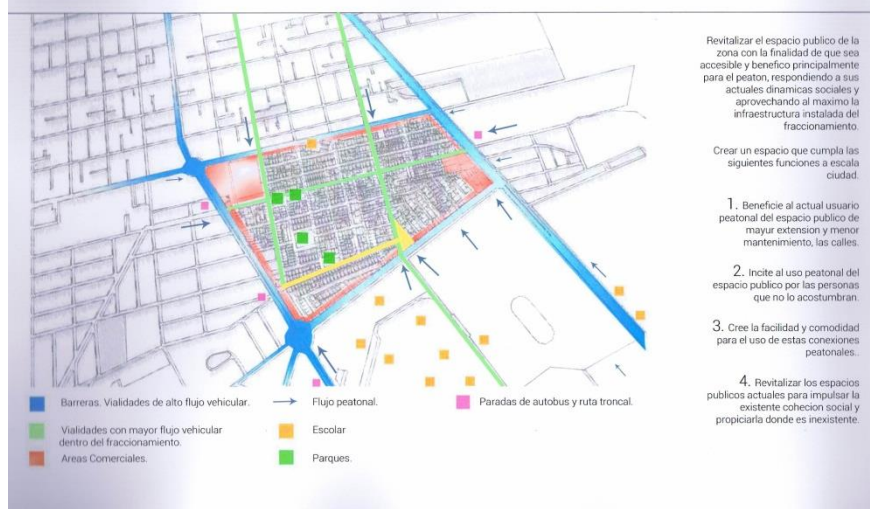 Revitalizar el espacio publico de la
zona con la finalidad de que sea
accesible y benefico principalmente
para el peaton, respondiendo a sus
actuales dinamicas sociales y
aprovechando al maximo la
infraestructura instalada del
fraccionamiento.
Crear un espacio que cumpla las
siguientes funciones a escala
ciudad.
1. Beneficie al actual usuario
peatonal del espacio publico de
mayur extension y menor
mantenimiento, las calles.
2. Incite al uso peatonal del
espacio publico por las personas
que no lo acostumbran.
3. Cree la facilidad y comodidad
para el uso de estas conexiones
peatonales..
4. Revitalizar los espacios
publicos actuales para impulsar la
existente cohecion social y
propiciarla donde es inexistente.
Barreras. Vialidades de alto flujo vehicular.
Vialidades con mayor flujo vehicular
dentro del fraccionamiento.
Areas Comerciales.
Flujo peatonal.
Escolar
Parques.
Paradas de autobus y ruta troncal.